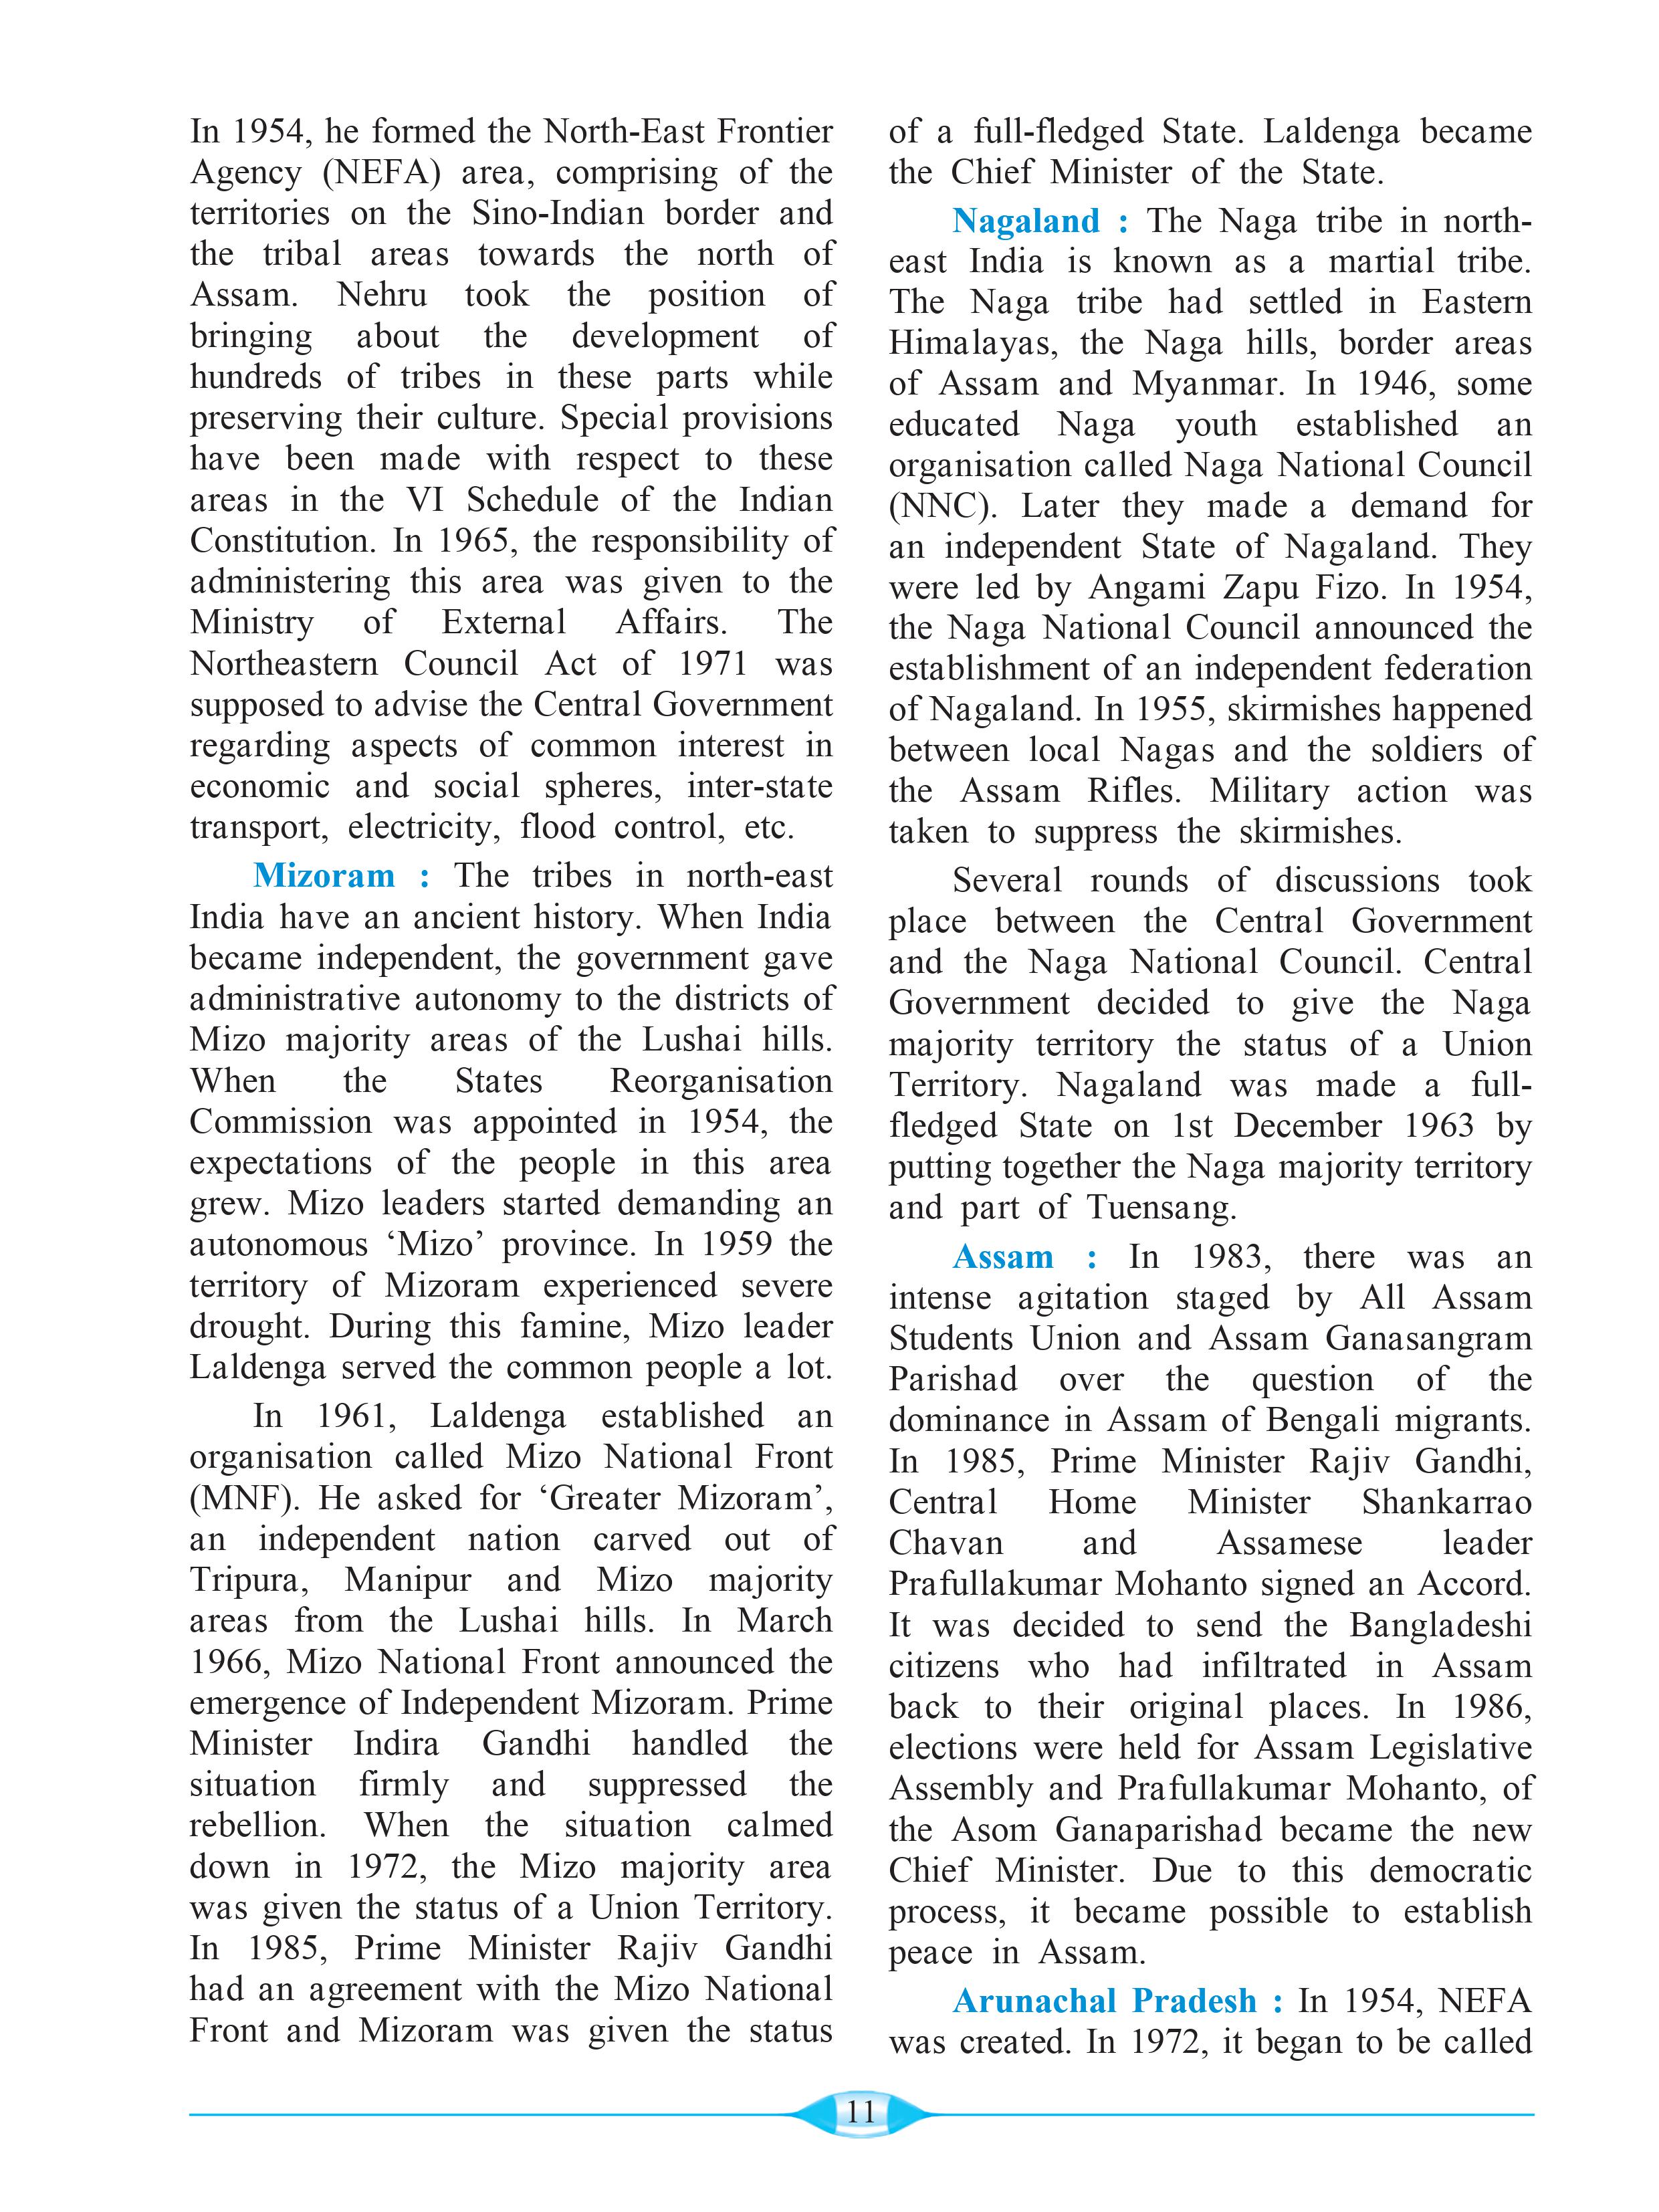 In 1954, he formed the North-East Frontier
Agency (NEFA) area, comprising of the
territories on the Sino-Indian border and
the tribal areas towards the north of
Assam. Nehru took the position of
bringing about the development of
hundreds of tribes in these parts while
preserving their culture. Special provisions
have been made with respect to these
areas in the VI Schedule of the Indian
Constitution. In 1965, the responsibility of
administering this area was given to the
Ministry of External Affairs. The
Northeastern Council Act of 1971 was
supposed to advise the Central Government
regarding aspects of common interest in
economic and social spheres, inter-state
transport, electricity, flood control, etc.
Mizoram : The tribes in north-east
India have an ancient history. When India
became independent, the government gave
administrative autonomy to the districts of
Mizo majority areas of the Lushai hills.
When the States Reorganisation
Commission was appointed in 1954, the
expectations of the people in this area
grew. Mizo leaders started demanding an
autonomous ‘Mizo’ province. In 1959 the
territory of Mizoram experienced severe
drought. During this famine, Mizo leader
Laldenga served the common people a lot.
In 1961, Laldenga established an
organisation called Mizo National Front
(MNF). He asked for ‘Greater Mizoram’,
an independent nation carved out of
Tripura, Manipur and Mizo majority
areas from the Lushai hills. In March
1966, Mizo National Front announced the
emergence of Independent Mizoram. Prime
Minister Indira Gandhi handled the
situation firmly and suppressed the
rebellion. When the situation calmed
down in 1972, the Mizo majority area
was given the status of a Union Territory.
In 1985, Prime Minister Rajiv Gandhi
had an agreement with the Mizo National
Front and Mizoram was given the status
of a full-fledged State. Laldenga became
the Chief Minister of the State.
Nagaland : The Naga tribe in north-
east India is known as a martial tribe.
The Naga tribe had settled in Eastern
Himalayas, the Naga hills, border areas
of Assam and Myanmar. In 1946, some
educated Naga youth established an
organisation called Naga National Council
(NNC). Later they made a demand for
an independent State of Nagaland. They
were led by Angami Zapu Fizo. In 1954,
the Naga National Council announced the
establishment of an independent federation
of Nagaland. In 1955, skirmishes happened
between local Nagas and the soldiers of
the Assam Rifles. Military action was
taken to suppress the skirmishes.
Several rounds of discussions took
place between the Central Government
and the Naga National Council. Central
Government decided to give the Naga
majority territory the status of a Union
Territory. Nagaland was made a full-
fledged State on 1st December 1963 by
putting together the Naga majority territory
and part of Tuensang.
Assam : In 1983, there was an
intense agitation staged by All Assam
Students Union and Assam Ganasangram
Parishad over the question of the
dominance in Assam of Bengali migrants.
In 1985, Prime Minister Rajiv Gandhi,
Central Home Minister Shankarrao
Chavan and Assamese leader
Prafullakumar Mohanto signed an Accord.
It was decided to send the Bangladeshi
citizens who had infiltrated in Assam
back to their original places. In 1986,
elections were held for Assam Legislative
Assembly and Prafullakumar Mohanto, of
the Asom Ganaparishad became the new
Chief Minister. Due to this democratic
process, it became possible to establish
peace in Assam.
Arunachal Pradesh : In 1954, NEFA
was created. In 1972, it began to be called
11